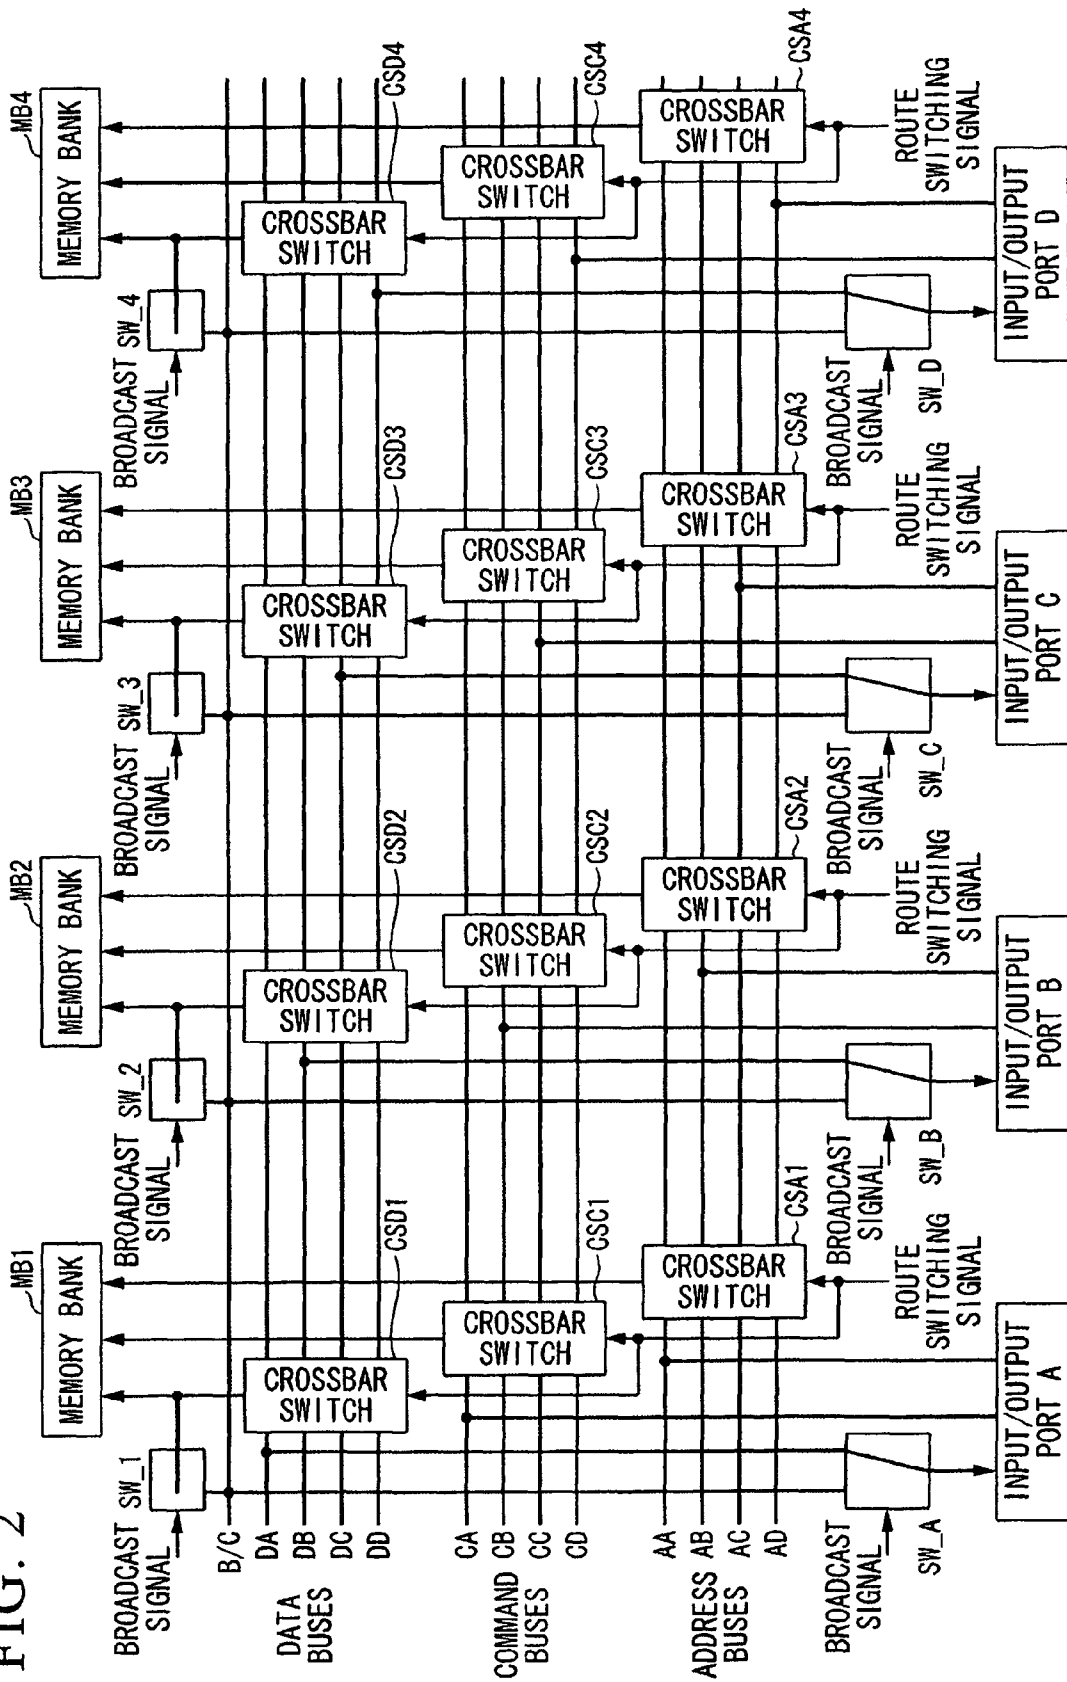 FIG. 2
MB1
MB2
MB3
MB4
MEMORY BANK
MEMORY BANK
MEMORY BANK
MEMORY BANK
BROADCAST
SIGNAL
SW_1
BROADCAST
SIGNAL
SW_2
BROADCAST
SIGNAL
SW_3
BROADCAST
SIGNAL
SW_4
B/C
DA
DB
DC
DD
DATA
BUSES
CROSSBAR
SWITCH
CSD1
CROSSBAR
SWITCH
CSD2
CROSSBAR
SWITCH
CSD3
CROSSBAR
SWITCH
CSD4
CA
CB
CC
CD
COMMAND
BUSES
CROSSBAR
SWITCH
CSC1
CROSSBAR
SWITCH
CSC2
CROSSBAR
SWITCH
CSC3
CROSSBAR
SWITCH
CSC4
AA
AB
AC
AD
ADDRESS
BUSES
CROSSBAR
SWITCH
CSA1
CROSSBAR
SWITCH
CSA2
CROSSBAR
SWITCH
CSA3
CROSSBAR
SWITCH
CSA4
BROADCAST
SIGNAL
SW_A
ROUTE
SWITCHING
SIGNAL
BROADCAST
SIGNAL
SW_B
ROUTE
SWITCHING
SIGNAL
BROADCAST
SIGNAL
SW_C
ROUTE
SWITCHING
SIGNAL
BROADCAST
SIGNAL
SW_D
ROUTE
SWITCHING
SIGNAL
INPUT/OUTPUT
PORT A
INPUT/OUTPUT
PORT B
INPUT/OUTPUT
PORT C
INPUT/OUTPUT
PORT D